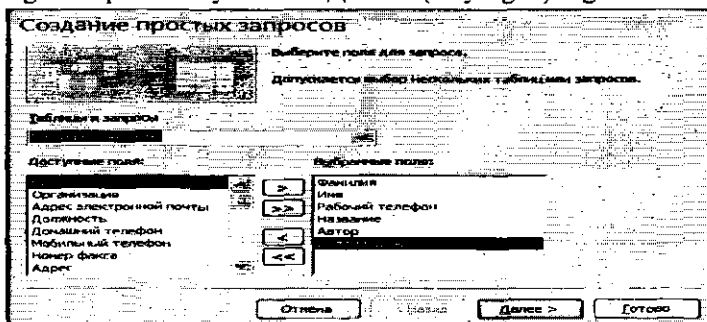 Создание простых запросов
Выберите поля для запроса.
Допускается выбор нескольких таблиц или запросов.
Таблицы и запросы
Доступные поля:
Выбранные поля:
Организация
Адрес электронной почты
Должность
Домашний телефон
Мобильный телефон
Номер факса
Адрес
>
>>
<
<<
Фамилия
Имя
Рабочий телефон
Название
Автор
Отмена
Далее >
Готово